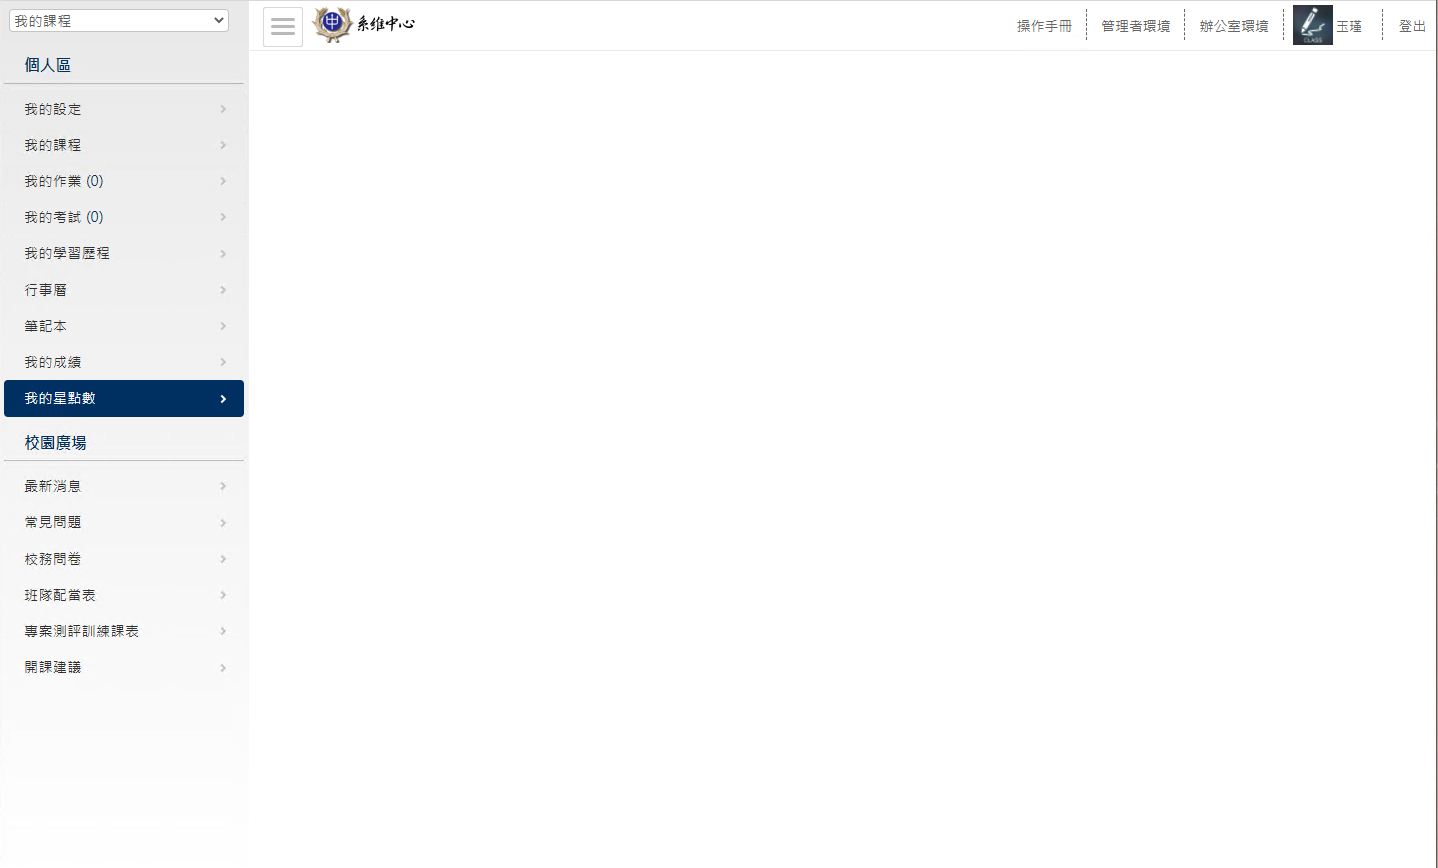 我的課程
系維中心
操作手冊
管理者環境
辦公室環境
CLASS
玉瑾
登出
個人區
我的設定
我的課程
我的作業 (0)
我的考試 (0)
我的學習歷程
行事曆
筆記本
我的成績
我的星點數
校園廣場
最新消息
常見問題
校務問卷
班隊配當表
專案測評訓練課表
開課建議